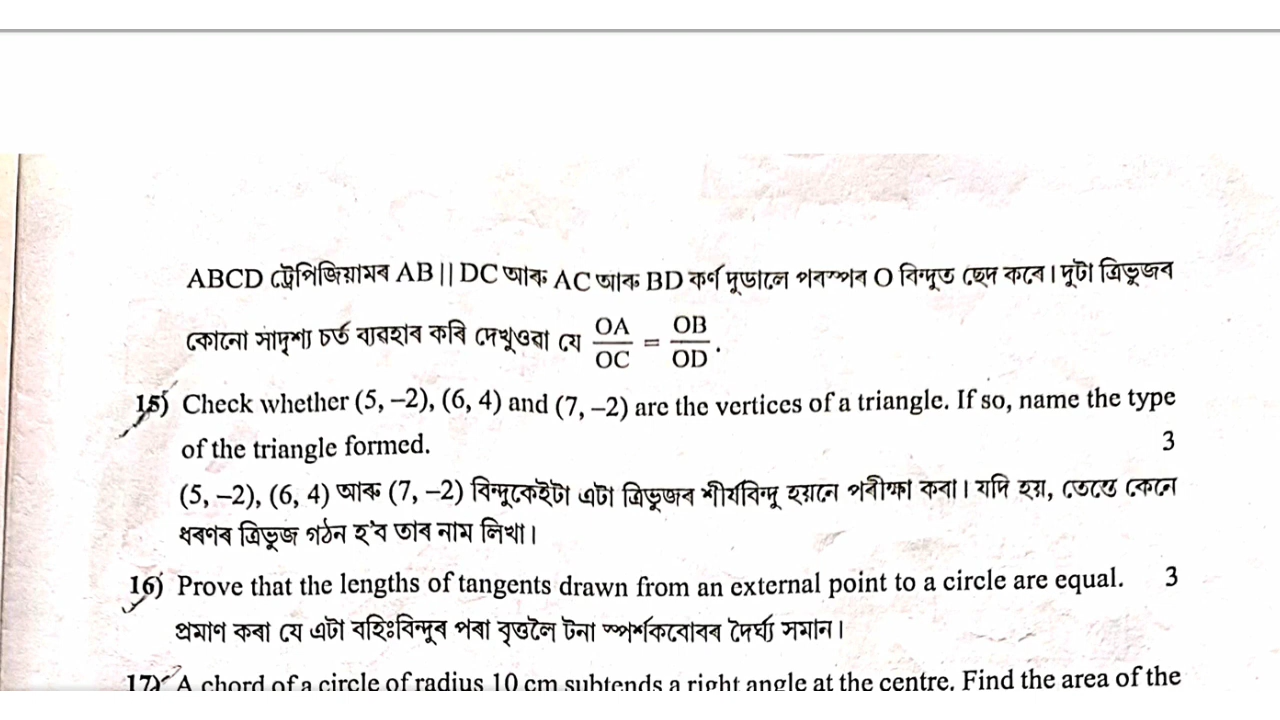 ABCD ট্ৰেপিজিয়ামৰ AB || DC আৰু AC আৰু BD কৰ্ণ দুডালে পৰস্পৰ O বিন্দুত ছেদ কৰে। দুটা ত্ৰিভুজৰ
কোনো সাদৃশ্য চৰ্ত ব্যৱহাৰ কৰি দেখুওৱা যে OA/OC = OB/OD.
15) Check whether (5, –2), (6, 4) and (7, –2) are the vertices of a triangle. If so, name the type
of the triangle formed. 3
(5, –2), (6, 4) আৰু (7, –2) বিন্দুকেইটা এটা ত্ৰিভুজৰ শীৰ্ষবিন্দু হয়নে পৰীক্ষা কৰা। যদি হয়, তেন্তে কেনে
ধৰণৰ ত্ৰিভুজ গঠন হ'ব তাৰ নাম লিখা।
16) Prove that the lengths of tangents drawn from an external point to a circle are equal. 3
প্ৰমাণ কৰা যে এটা বহিঃবিন্দুৰ পৰা বৃত্তলৈ টনা স্পৰ্শকবোৰৰ দৈৰ্ঘ্য সমান।
17) A chord of a circle of radius 10 cm subtends a right angle at the centre. Find the area of the